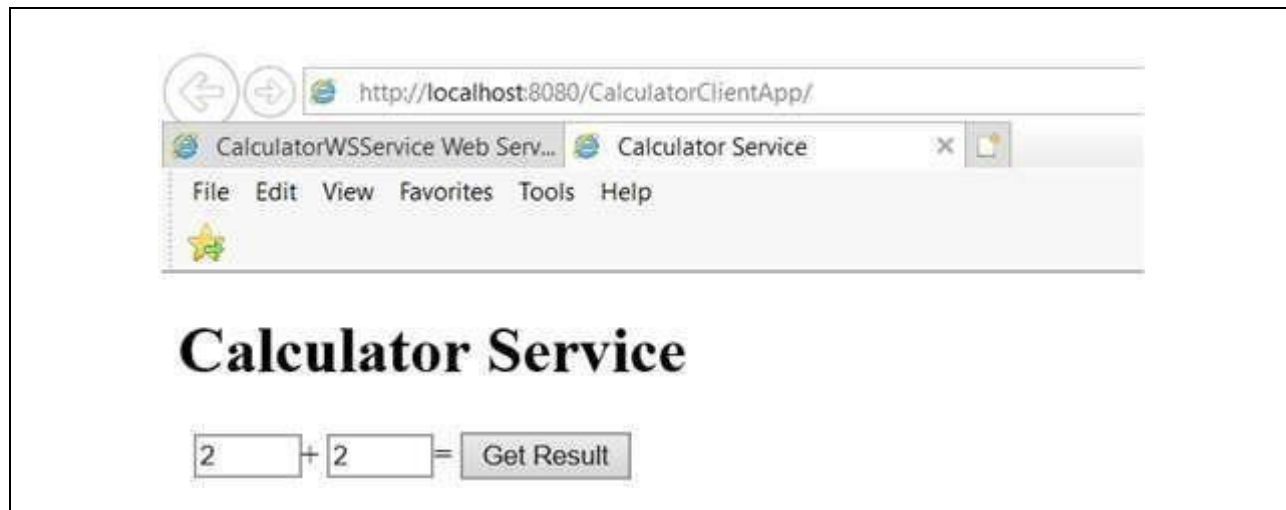 http://localhost:8080/CalculatorClientApp/
CalculatorWSService Web Serv... Calculator Service
File Edit View Favorites Tools Help
Calculator Service
2 + 2 = Get Result